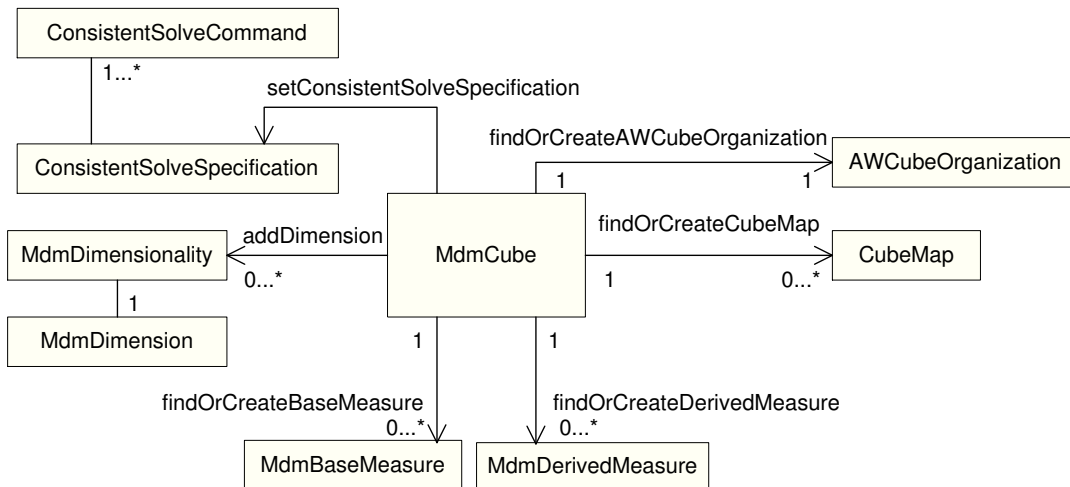 ConsistentSolveCommand
1...*
setConsistentSolveSpecification
ConsistentSolveSpecification
findOrCreateAWCubeOrganization
1
1
AWCubeOrganization
MdmDimensionality
addDimension
0...*
MdmCube
findOrCreateCubeMap
1
0...*
CubeMap
1
MdmDimension
1
1
findOrCreateBaseMeasure
0...*
findOrCreateDerivedMeasure
0...*
MdmBaseMeasure
MdmDerivedMeasure